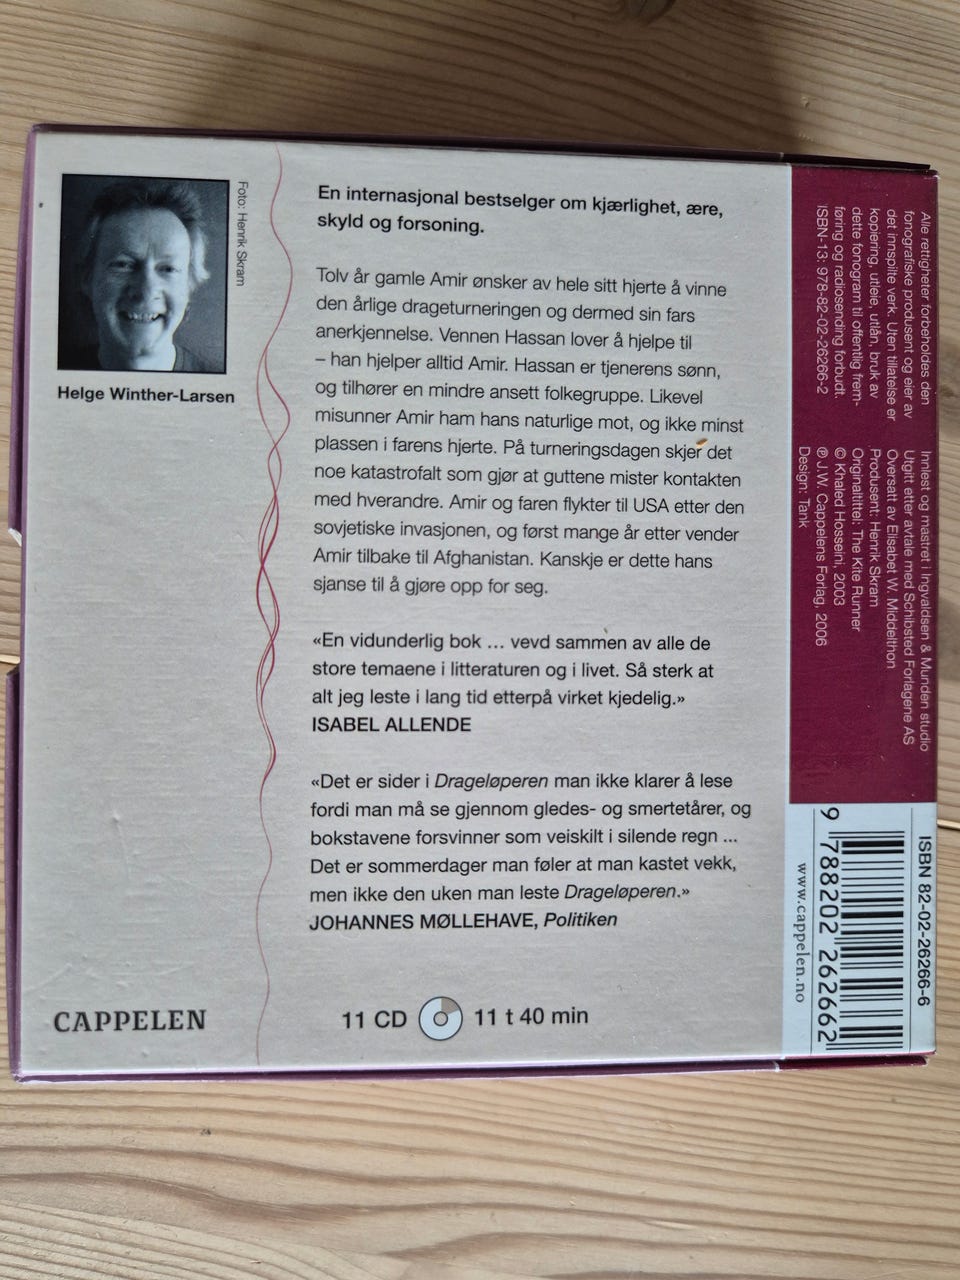 Foto: Henrik Skram
Helge Winther-Larsen
En internasjonal bestselger om kjærlighet, ære,
skyld og forsoning.
Tolv år gamle Amir ønsker av hele sitt hjerte å vinne
den årlige drageturneringen og dermed sin fars
anerkjennelse. Vennen Hassan lover å hjelpe til
– han hjelper alltid Amir. Hassan er tjenerens sønn,
og tilhører en mindre ansett folkegruppe. Likevel
misunner Amir ham hans naturlige mot, og ikke minst
plassen i farens hjerte. På turneringsdagen skjer det
noe katastrofalt som gjør at guttene mister kontakten
med hverandre. Amir og faren flykter til USA etter den
sovjetiske invasjonen, og først mange år etter vender
Amir tilbake til Afghanistan. Kanskje er dette hans
sjanse til å gjøre opp for seg.
«En vidunderlig bok ... vevd sammen av alle de
store temaene i litteraturen og i livet. Så sterk at
alt jeg leste i lang tid etterpå virket kjedelig.»
ISABEL ALLENDE
«Det er sider i Drageløperen man ikke klarer å lese
fordi man må se gjennom gledes- og smertetårer, og
bokstavene forsvinner som veiskilt i silende regn ...
Det er sommerdager man føler at man kastet vekk,
men ikke den uken man leste Drageløperen.»
JOHANNES MØLLEHAVE, Politiken
CAPPELEN
11 CD 11 t 40 min
Alle rettigheter forbeholdes den
fonografiske produsent og eier av
det innspilte verk. Uten tillatelse er
kopiering, utleie, utlån, bruk av
dette fonogram til offentlig frem-
føring og radiosending forbudt.
ISBN-13: 978-82-02-26266-2
Innlest og mastret i Ingvaldsen & Munden studio
Utgitt etter avtale med Schibsted Forlagene AS
Oversatt av Elisabet W. Middelthon
Produsent: Henrik Skram
Originaltittel: The Kite Runner
© Khaled Hosseini, 2003
℗ J.W. Cappelens Forlag, 2006
Design: Tank
ISBN 82-02-26266-6
9 788202 262662
www.cappelen.no